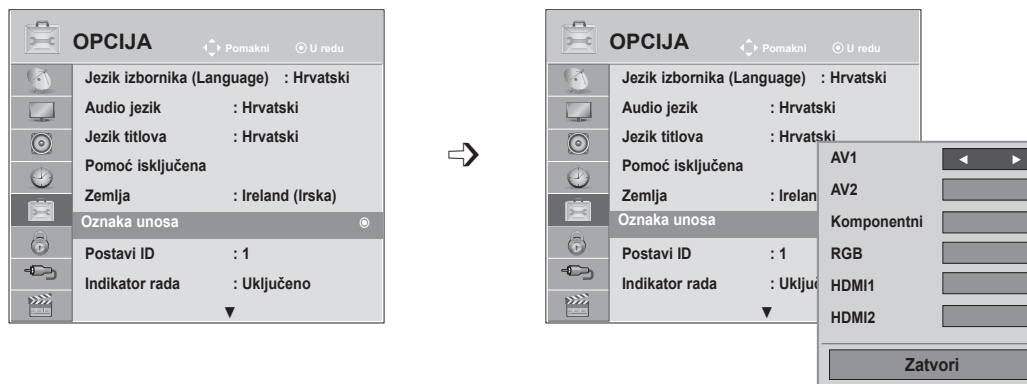 OPCIJA Pomakni U redu
Jezik izbornika (Language) : Hrvatski
Audio jezik : Hrvatski
Jezik titlova : Hrvatski
Pomoć isključena
Zemlja : Ireland (Irska)
Oznaka unosa
Postavi ID : 1
Indikator rada : Uključeno
OPCIJA Pomakni U redu
Jezik izbornika (Language) : Hrvatski
Audio jezik : Hrvatski
Jezik titlova : Hrvatski
Pomoć isključena
Zemlja : Irelan
Oznaka unosa
Postavi ID : 1
Indikator rada : Uključ
AV1
AV2
Komponentni
RGB
HDMI1
HDMI2
Zatvori